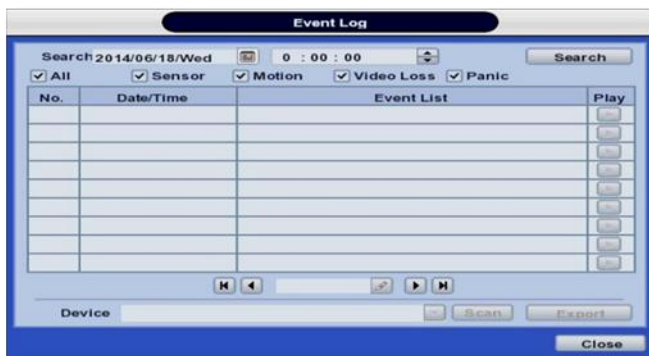 Event Log
Search 2014/06/18/Wed 0 : 00 : 00 Search
All Sensor Motion Video Loss Panic
No. Date/Time Event List Play
Device Scan Export
Close